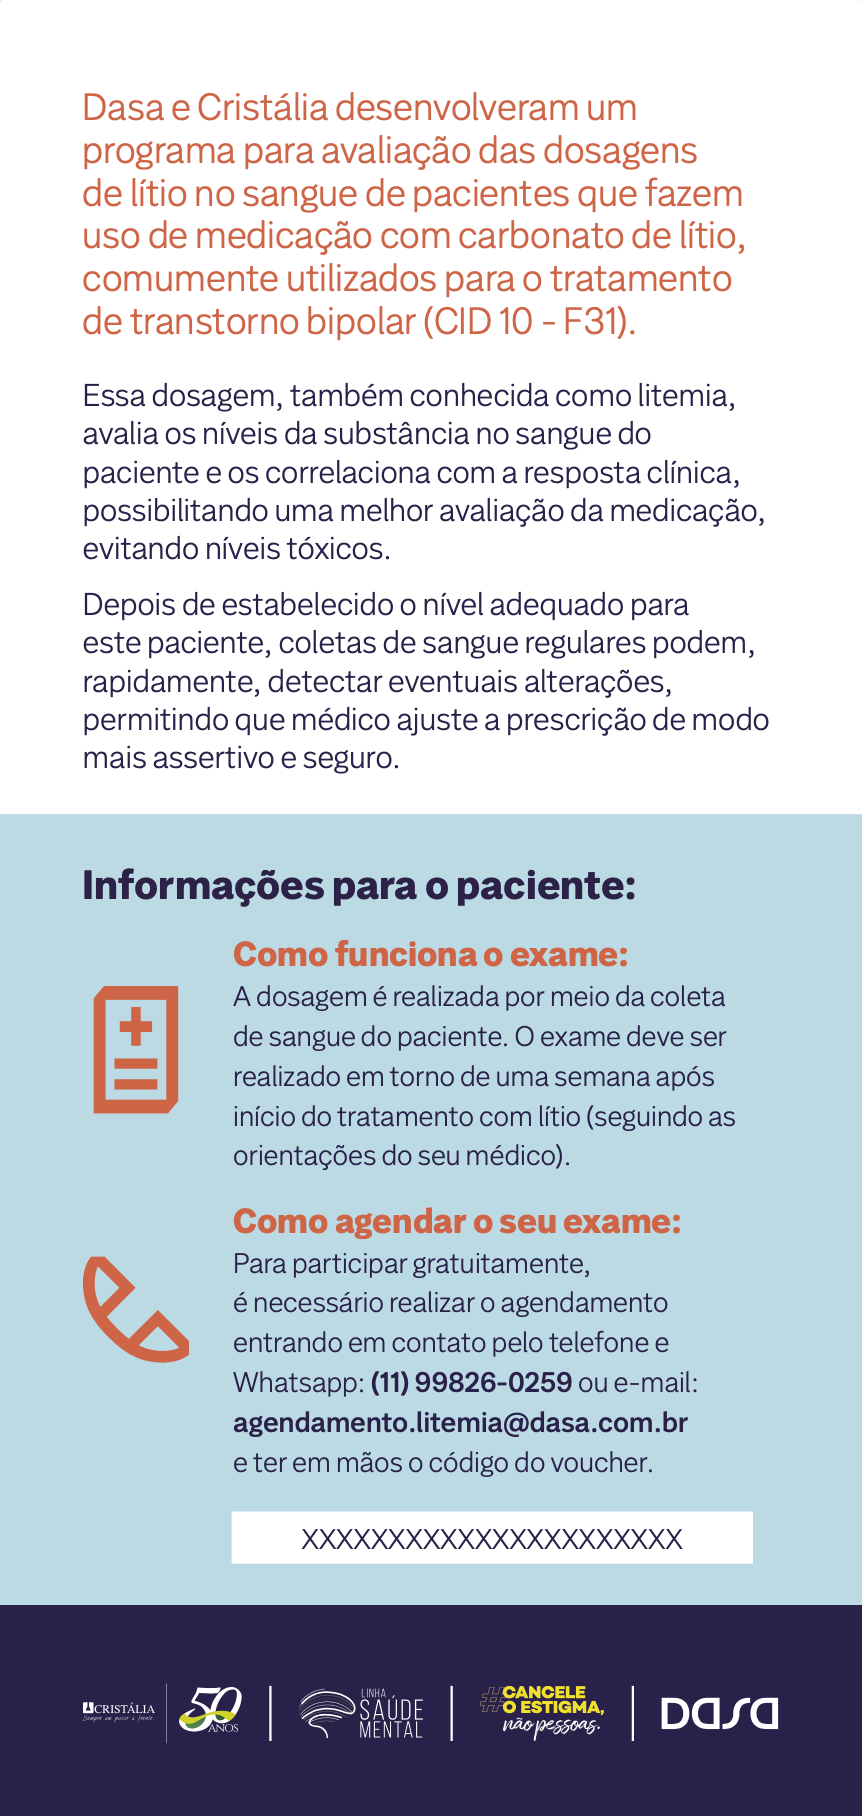 Dasa e Cristália desenvolveram um
programa para avaliação das dosagens
de lítio no sangue de pacientes que fazem
uso de medicação com carbonato de lítio,
comumente utilizados para o tratamento
de transtorno bipolar (CID 10 - F31).
Essa dosagem, também conhecida como litemia,
avalia os níveis da substância no sangue do
paciente e os correlaciona com a resposta clínica,
possibilitando uma melhor avaliação da medicação,
evitando níveis tóxicos.
Depois de estabelecido o nível adequado para
este paciente, coletas de sangue regulares podem,
rapidamente, detectar eventuais alterações,
permitindo que médico ajuste a prescrição de modo
mais assertivo e seguro.
Informações para o paciente:
Como funciona o exame:
A dosagem é realizada por meio da coleta
de sangue do paciente. O exame deve ser
realizado em torno de uma semana após
início do tratamento com lítio (seguindo as
orientações do seu médico).
Como agendar o seu exame:
Para participar gratuitamente,
é necessário realizar o agendamento
entrando em contato pelo telefone e
Whatsapp: (11) 99826-0259 ou e-mail:
agendamento.litemia@dasa.com.br
e ter em mãos o código do voucher.
XXXXXXXXXXXXXXXXXXXXXX
CRISTÁLIA
Sempre um passo à frente.
50
ANOS
LINHA
SAÚDE
MENTAL
#CANCELE
O ESTIGMA,
não pessoas.
DASA